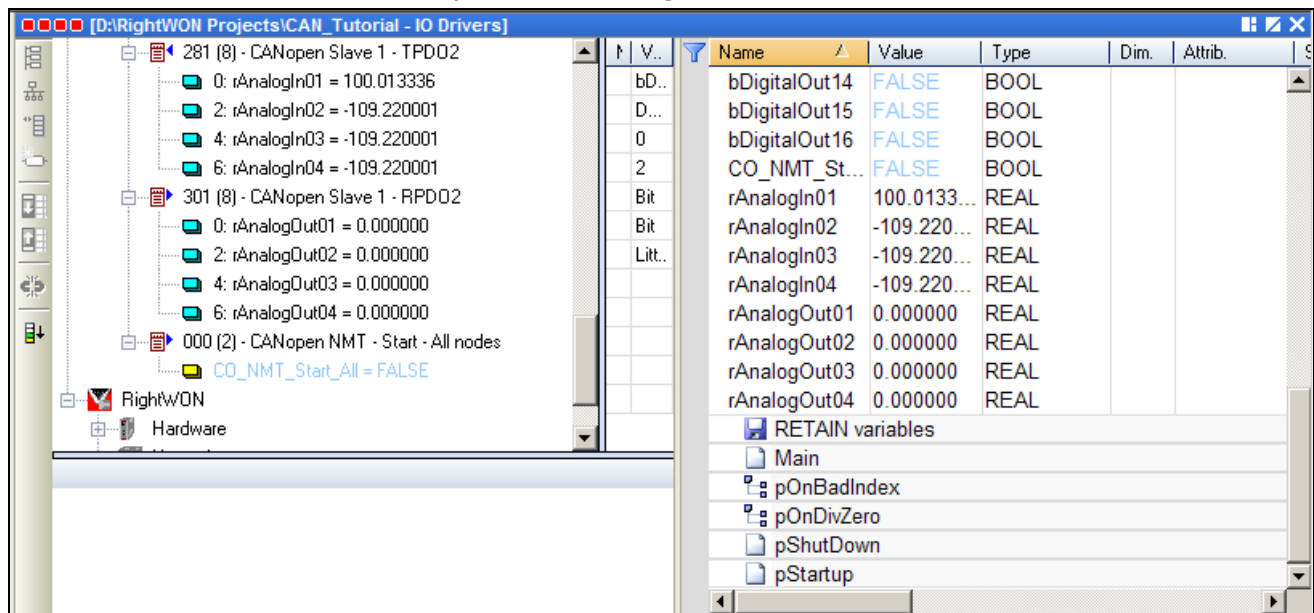 [D:\RightWON Projects\CAN_Tutorial - IO Drivers]
281 (8) - CANopen Slave 1 - TPDO2
0: rAnalogIn01 = 100.013336
2: rAnalogIn02 = -109.220001
4: rAnalogIn03 = -109.220001
6: rAnalogIn04 = -109.220001
301 (8) - CANopen Slave 1 - RPDO2
0: rAnalogOut01 = 0.000000
2: rAnalogOut02 = 0.000000
4: rAnalogOut03 = 0.000000
6: rAnalogOut04 = 0.000000
000 (2) - CANopen NMT - Start - All nodes
CO_NMT_Start_All = FALSE
RightWON
Hardware
V...
bD...
D...
0
2
Bit
Bit
Litt...
Name Value Type Dim. Attrib.
bDigitalOut14 FALSE BOOL
bDigitalOut15 FALSE BOOL
bDigitalOut16 FALSE BOOL
CO_NMT_St... FALSE BOOL
rAnalogIn01 100.0133... REAL
rAnalogIn02 -109.220... REAL
rAnalogIn03 -109.220... REAL
rAnalogIn04 -109.220... REAL
rAnalogOut01 0.000000 REAL
rAnalogOut02 0.000000 REAL
rAnalogOut03 0.000000 REAL
rAnalogOut04 0.000000 REAL
RETAIN variables
Main
pOnBadIndex
pOnDivZero
pShutDown
pStartup